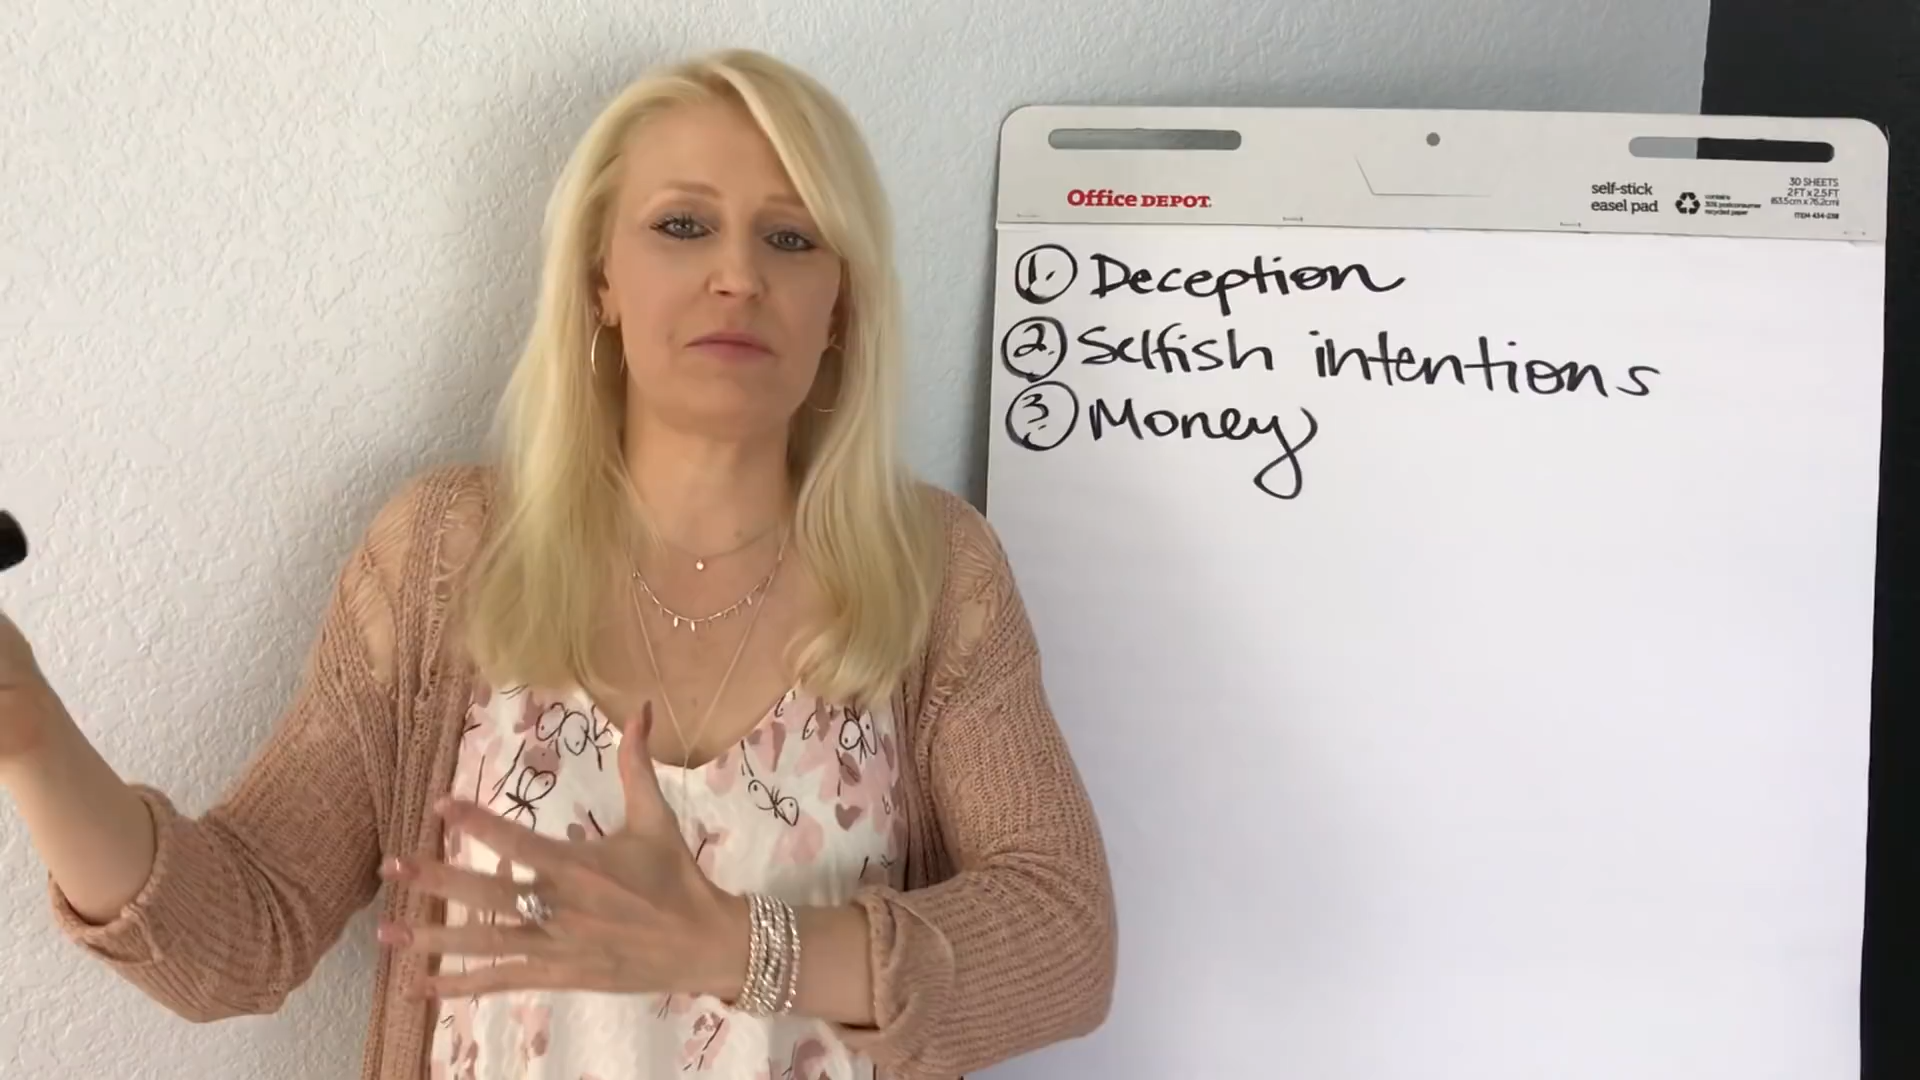 Office DEPOT
self-stick
easel pad
contains
30% postconsumer
recycled paper
30 SHEETS
2FT x 2.5FT
(63.5cm x 76.2cm)
ITEM 434-238
1. Deception
2. Selfish intentions
3. Money